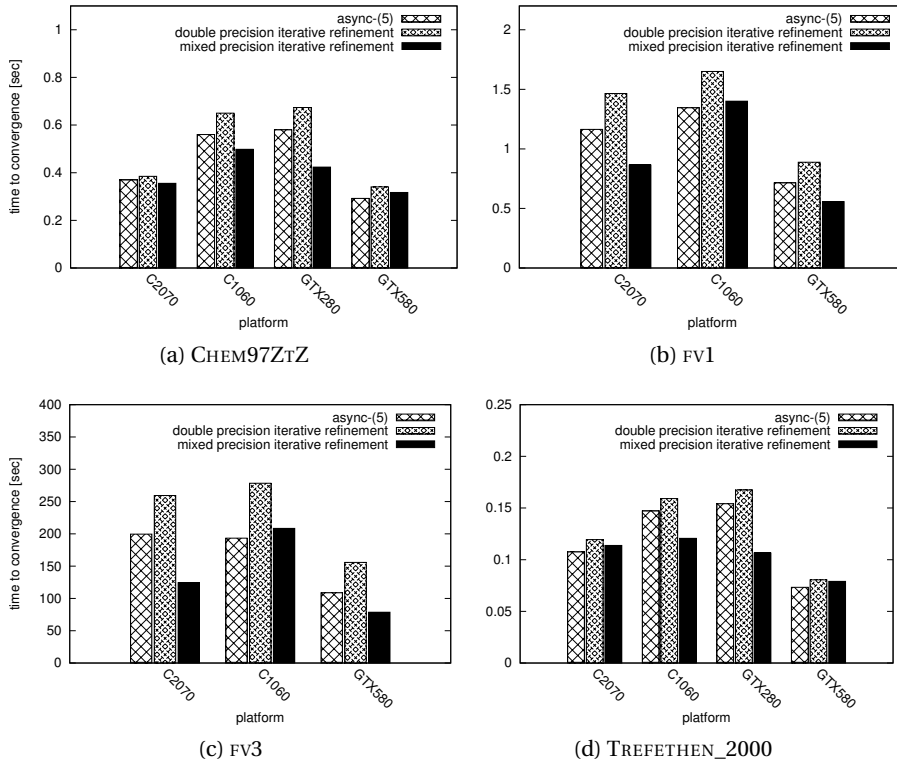 async-(5)
double precision iterative refinement
mixed precision iterative refinement
time to convergence [sec]
1
0.8
0.6
0.4
0.2
0
C2070
C1060
GTX280
GTX580
platform
(a) CHEM97ZTZ
async-(5)
double precision iterative refinement
mixed precision iterative refinement
2
1.5
1
0.5
0
C2070
C1060
GTX580
platform
(b) FV1
async-(5)
double precision iterative refinement
mixed precision iterative refinement
time to convergence [sec]
400
350
300
250
200
150
100
50
0
C2070
C1060
GTX580
platform
(c) FV3
async-(5)
double precision iterative refinement
mixed precision iterative refinement
0.25
0.2
0.15
0.1
0.05
0
C2070
C1060
GTX280
GTX580
platform
(d) TREFETHEN_2000